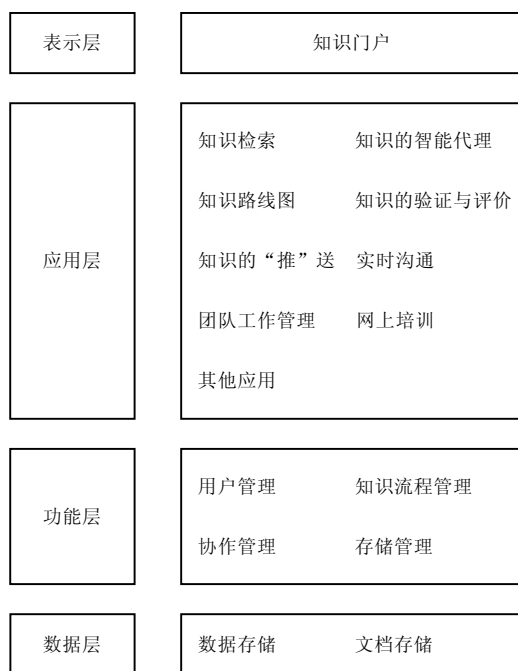 表示层 知识门户
知识检索 知识的智能代理
知识路线图 知识的验证与评价
应用层 知识的“推”送 实时沟通
团队工作管理 网上培训
其他应用
用户管理 知识流程管理
功能层
协作管理 存储管理
数据层 数据存储 文档存储